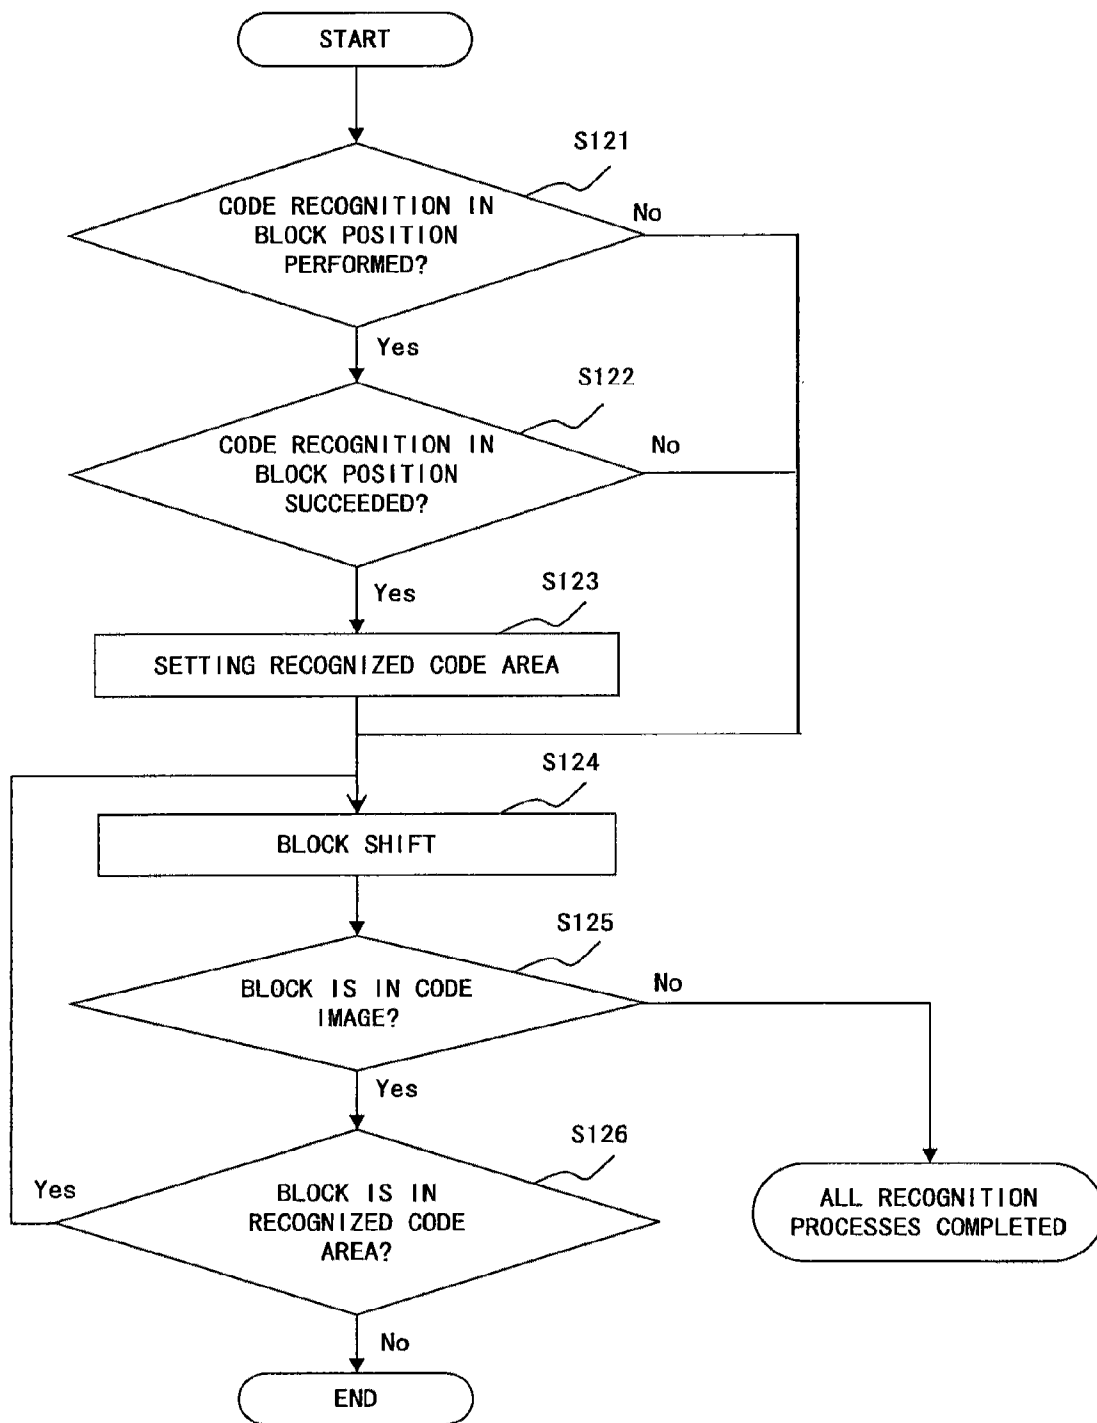 START
S121
CODE RECOGNITION IN
BLOCK POSITION
PERFORMED?
No
Yes
S122
CODE RECOGNITION IN
BLOCK POSITION
SUCCEEDED?
No
Yes
S123
SETTING RECOGNIZED CODE AREA
S124
BLOCK SHIFT
S125
BLOCK IS IN CODE
IMAGE?
No
Yes
S126
Yes
BLOCK IS IN
RECOGNIZED CODE
AREA?
ALL RECOGNITION
PROCESSES COMPLETED
No
END